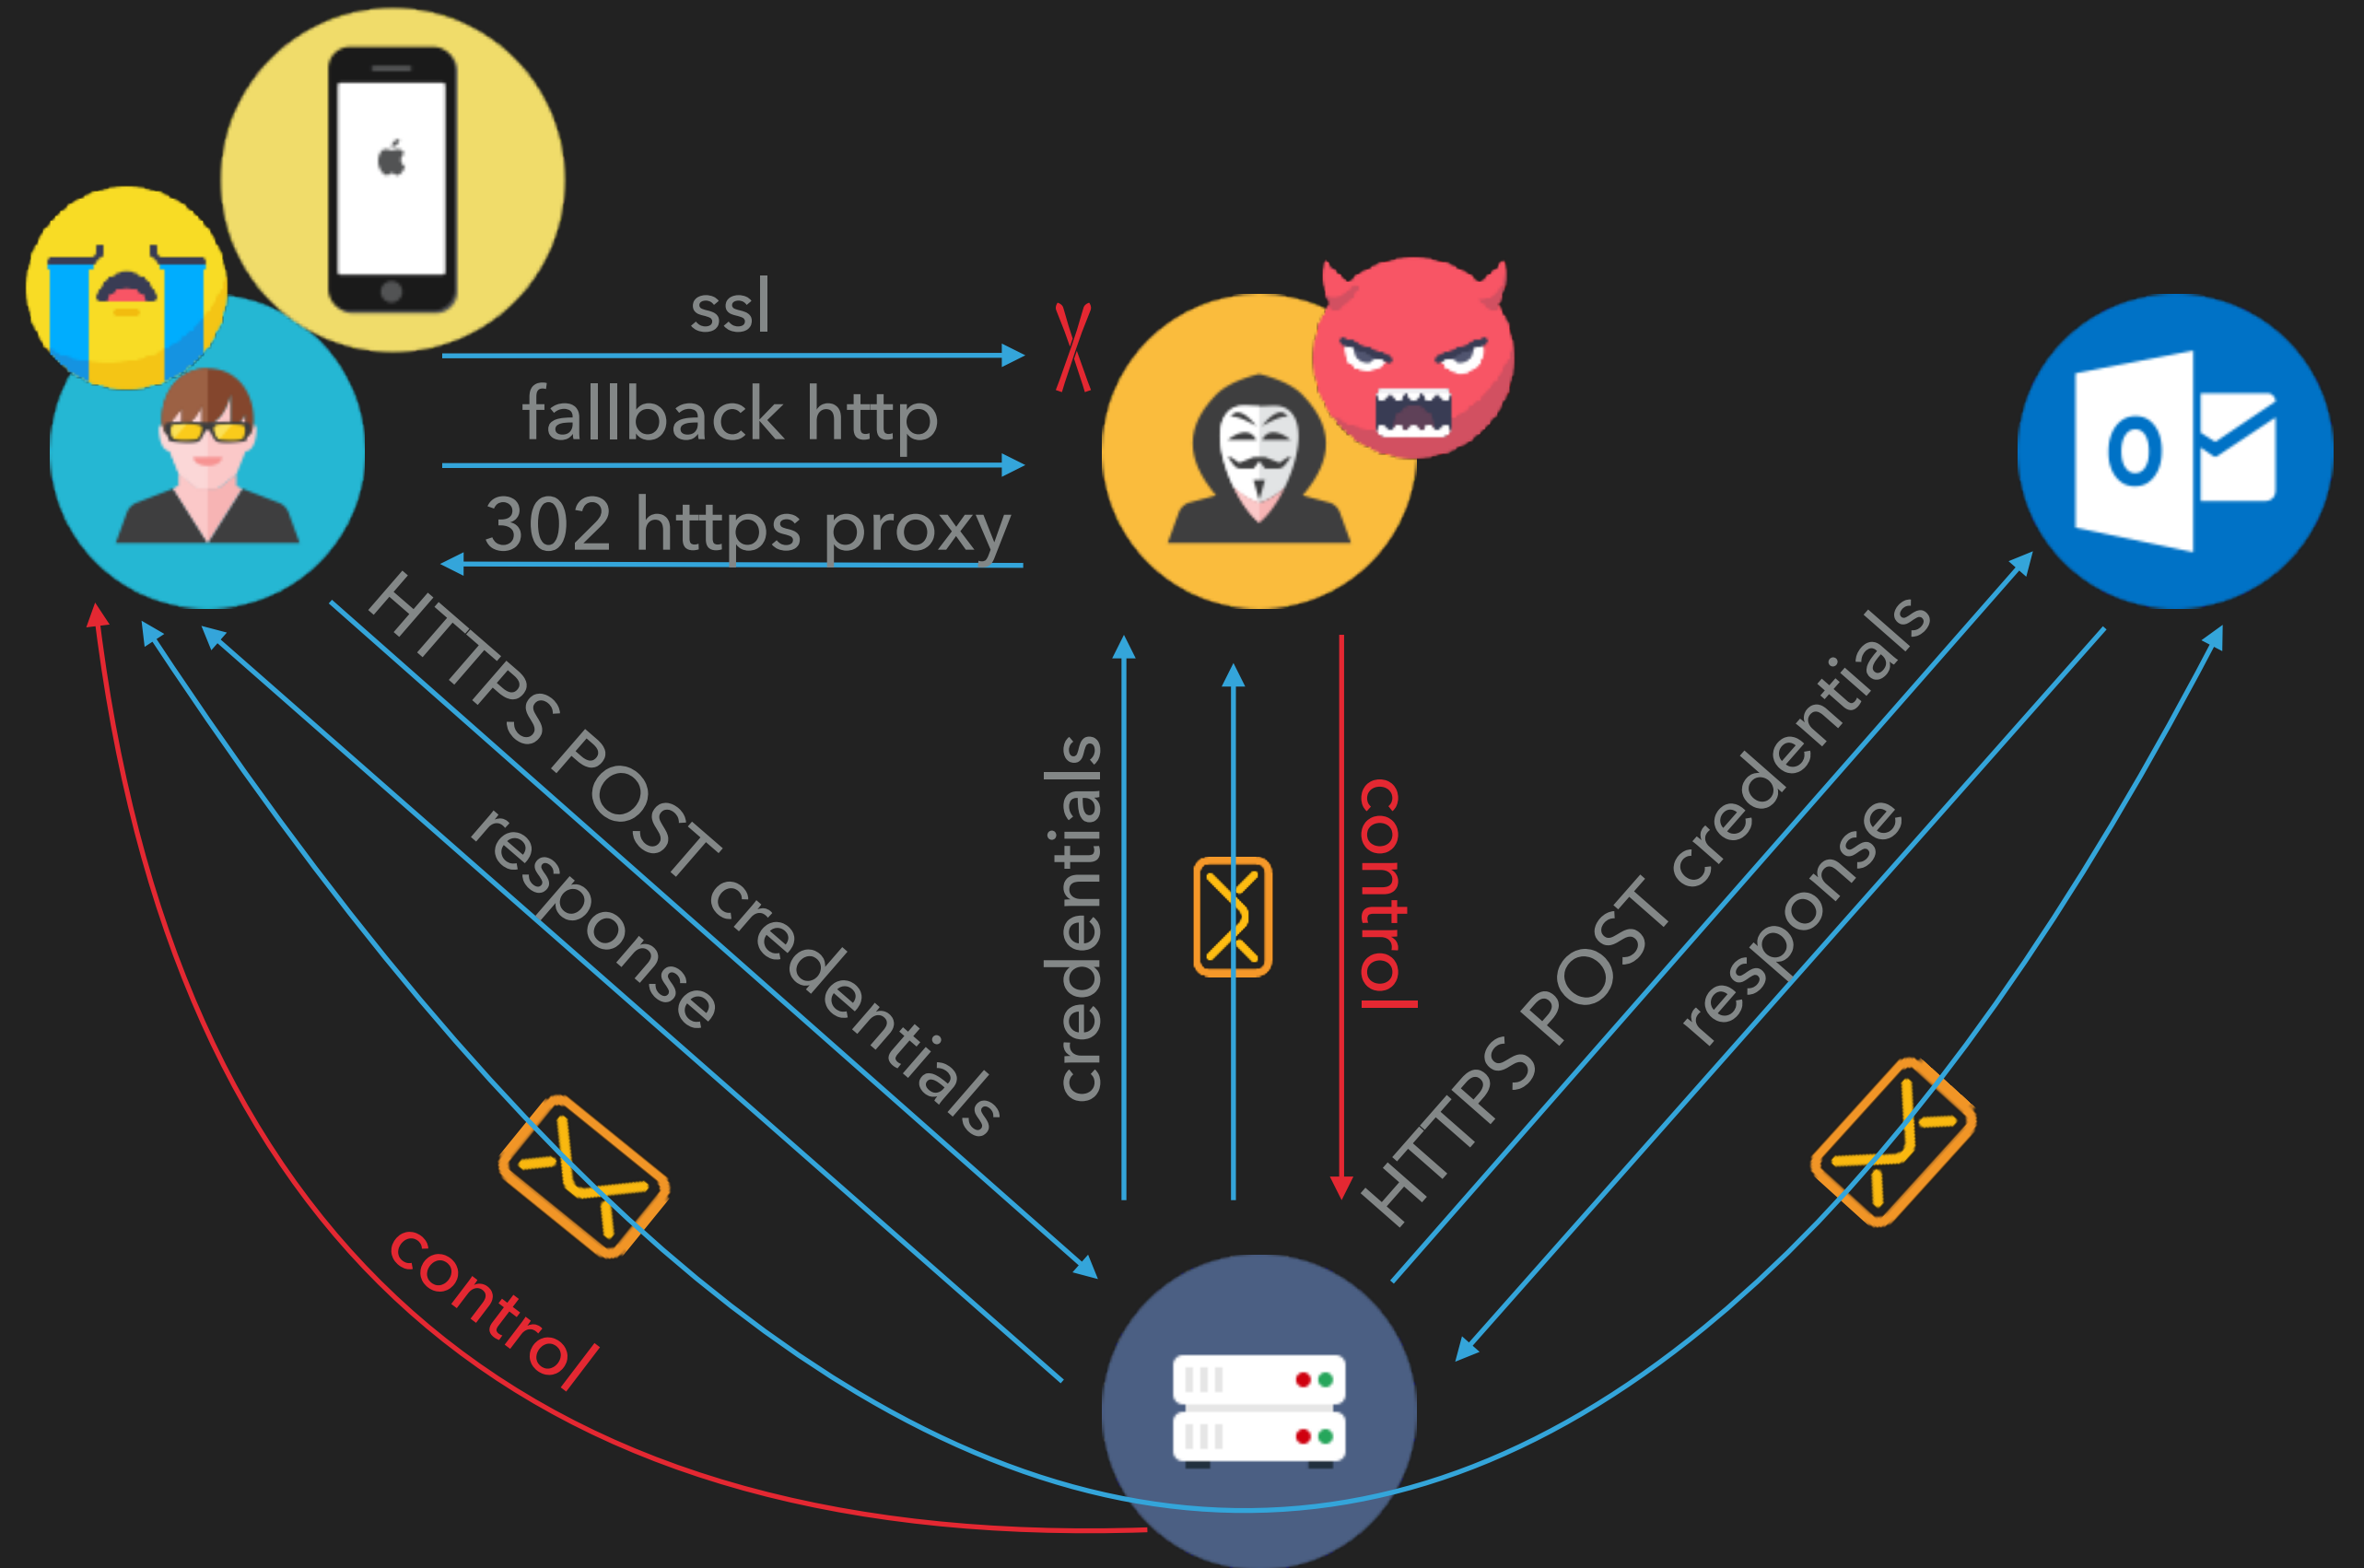 ssl
fallback http
302 https proxy
HTTPS POST credentials
response
credentials
control
HTTPS POST credentials
response
control